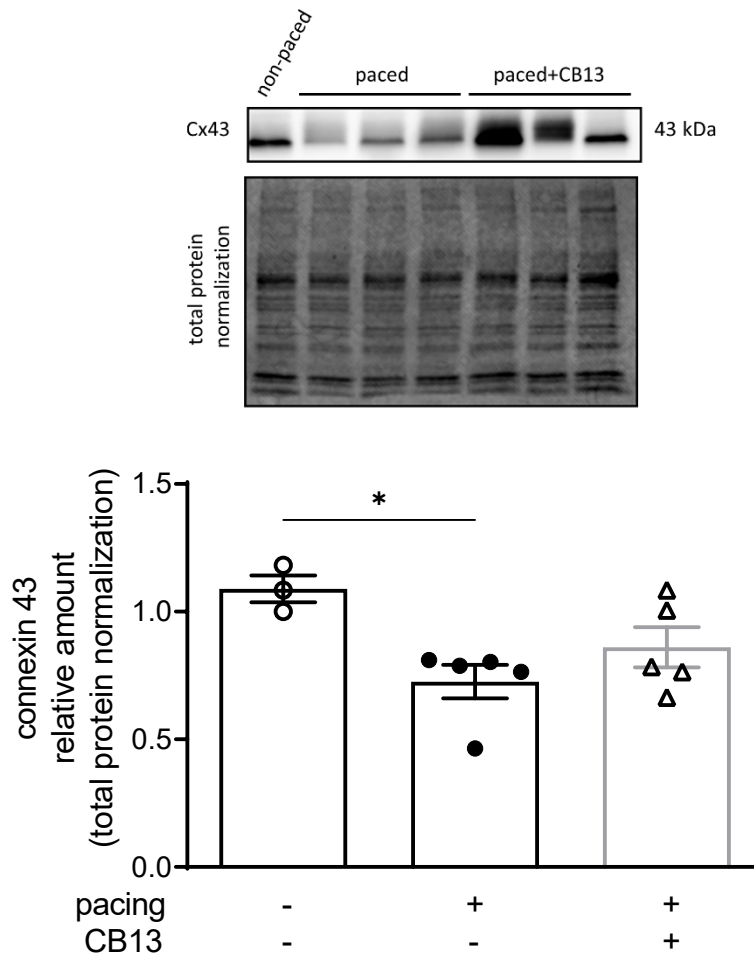 non-paced
paced
paced+CB13
Cx43
43 kDa
total protein
normalization
connexin 43
relative amount
(total protein normalization)
1.5
1.0
0.5
0.0
*
pacing - + +
CB13 - - +